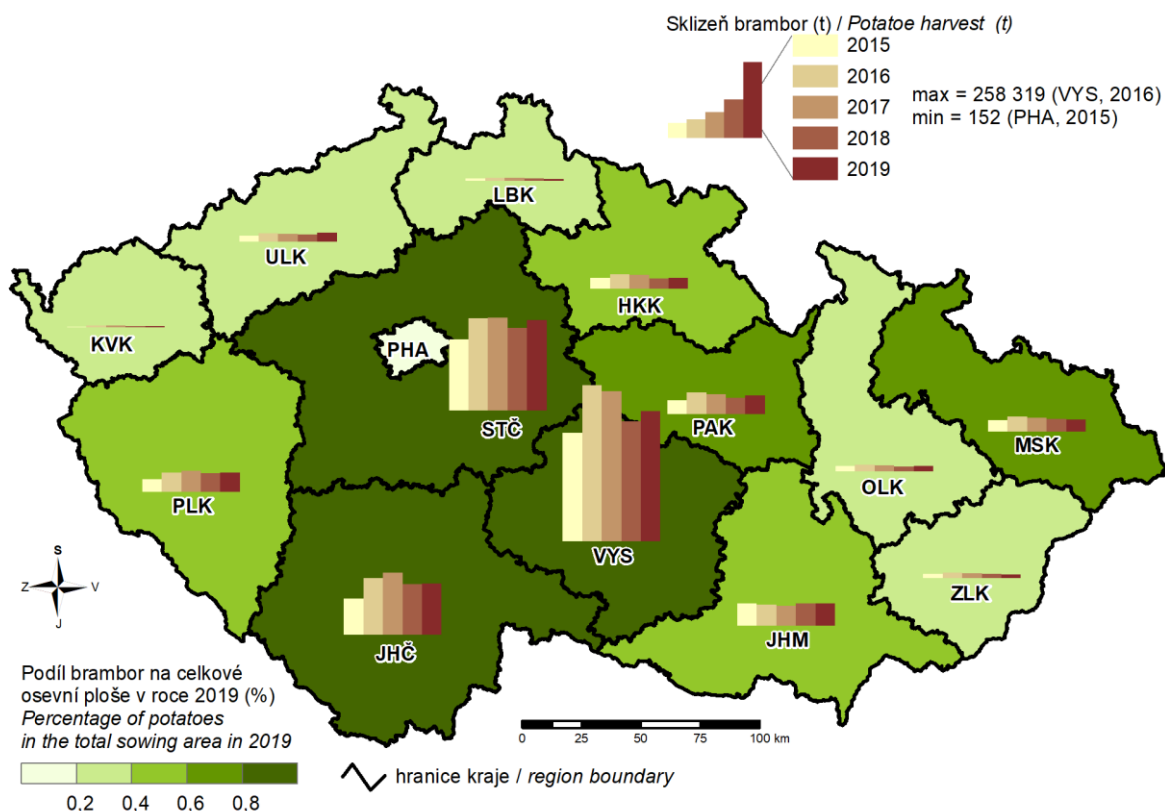 Sklizeň brambor (t) / Potatoe harvest (t)
2015
2016
2017
2018
2019
max = 258 319 (VYS, 2016)
min = 152 (PHA, 2015)
LBK
ULK
HKK
KVK
PHA
STČ
PAK
MSK
OLK
PLK
VYS
ZLK
JHM
JHČ
S
Z
V
J
Podíl brambor na celkové
osevní ploše v roce 2019 (%)
Percentage of potatoes
in the total sowing area in 2019
0,2 0,4 0,6 0,8
0 25 50 100 km
hranice kraje / region boundary